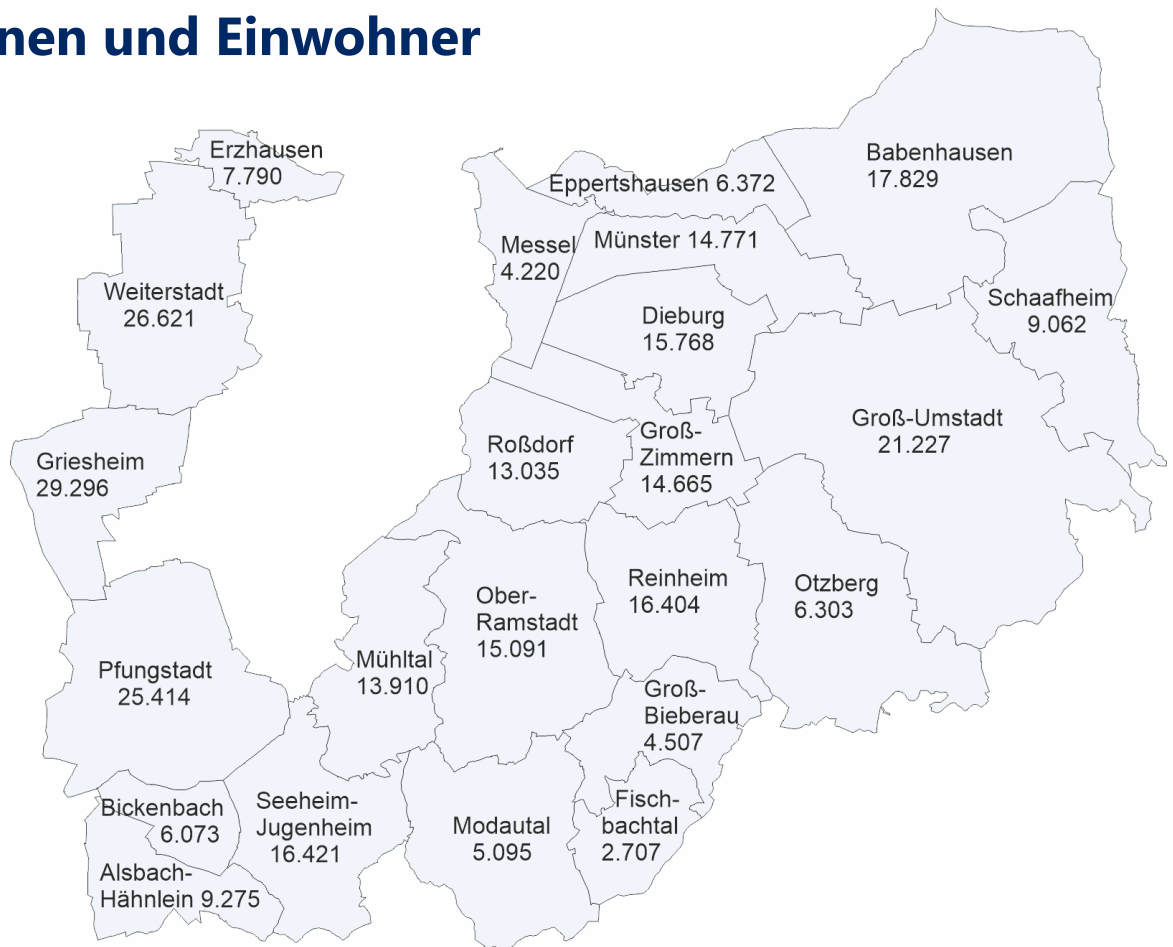 nen und Einwohner
Erzhausen
7.790
Babenhausen
17.829
Eppertshausen 6.372
Messel
4.220
Münster 14.771
Weiterstadt
26.621
Dieburg
15.768
Schaafheim
9.062
Groß-Umstadt
21.227
Griesheim
29.296
Roßdorf
13.035
Groß-
Zimmern
14.665
Reinheim
16.404
Otzberg
6.303
Ober-
Ramstadt
15.091
Mühltal
13.910
Pfungstadt
25.414
Groß-
Bieberau
4.507
Bickenbach
6.073
Seeheim-
Jugenheim
16.421
Modautal
5.095
Fisch-
bachtal
2.707
Alsbach-
Hähnlein 9.275